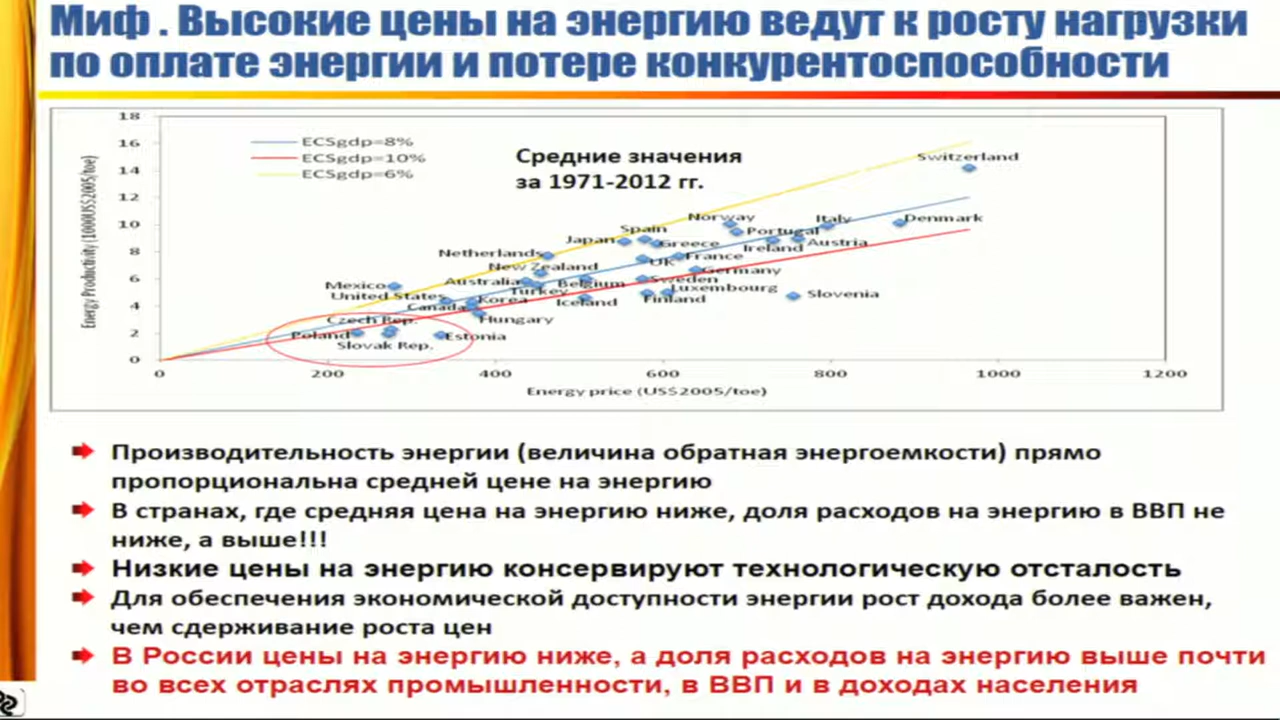 Миф . Высокие цены на энергию ведут к росту нагрузки
по оплате энергии и потере конкурентоспособности
18
16
14
12
10
8
6
4
2
0
Energy Productivity (1000US$2005/toe)
ECSgdp=8%
ECSgdp=10%
ECSgdp=6%
Средние значения
за 1971-2012 гг.
Switzerland
Norway
Italy
Denmark
Spain
Portugal
Japan
Greece
Ireland
Austria
Netherlands
UK
France
New Zealand
Germany
Mexico
Australia
Belgium
Sweden
Turkey
Luxembourg
United States
Korea
Iceland
Finland
Slovenia
Canada
Czech Rep.
Hungary
Poland
Estonia
Slovak Rep.
0 200 400 600 800 1000 1200
Energy price (US$2005/toe)
Производительность энергии (величина обратная энергоемкости) прямо
пропорциональна средней цене на энергию
В странах, где средняя цена на энергию ниже, доля расходов на энергию в ВВП не
ниже, а выше!!!
Низкие цены на энергию консервируют технологическую отсталость
Для обеспечения экономической доступности энергии рост дохода более важен,
чем сдерживание роста цен
В России цены на энергию ниже, а доля расходов на энергию выше почти
во всех отраслях промышленности, в ВВП и в доходах населения